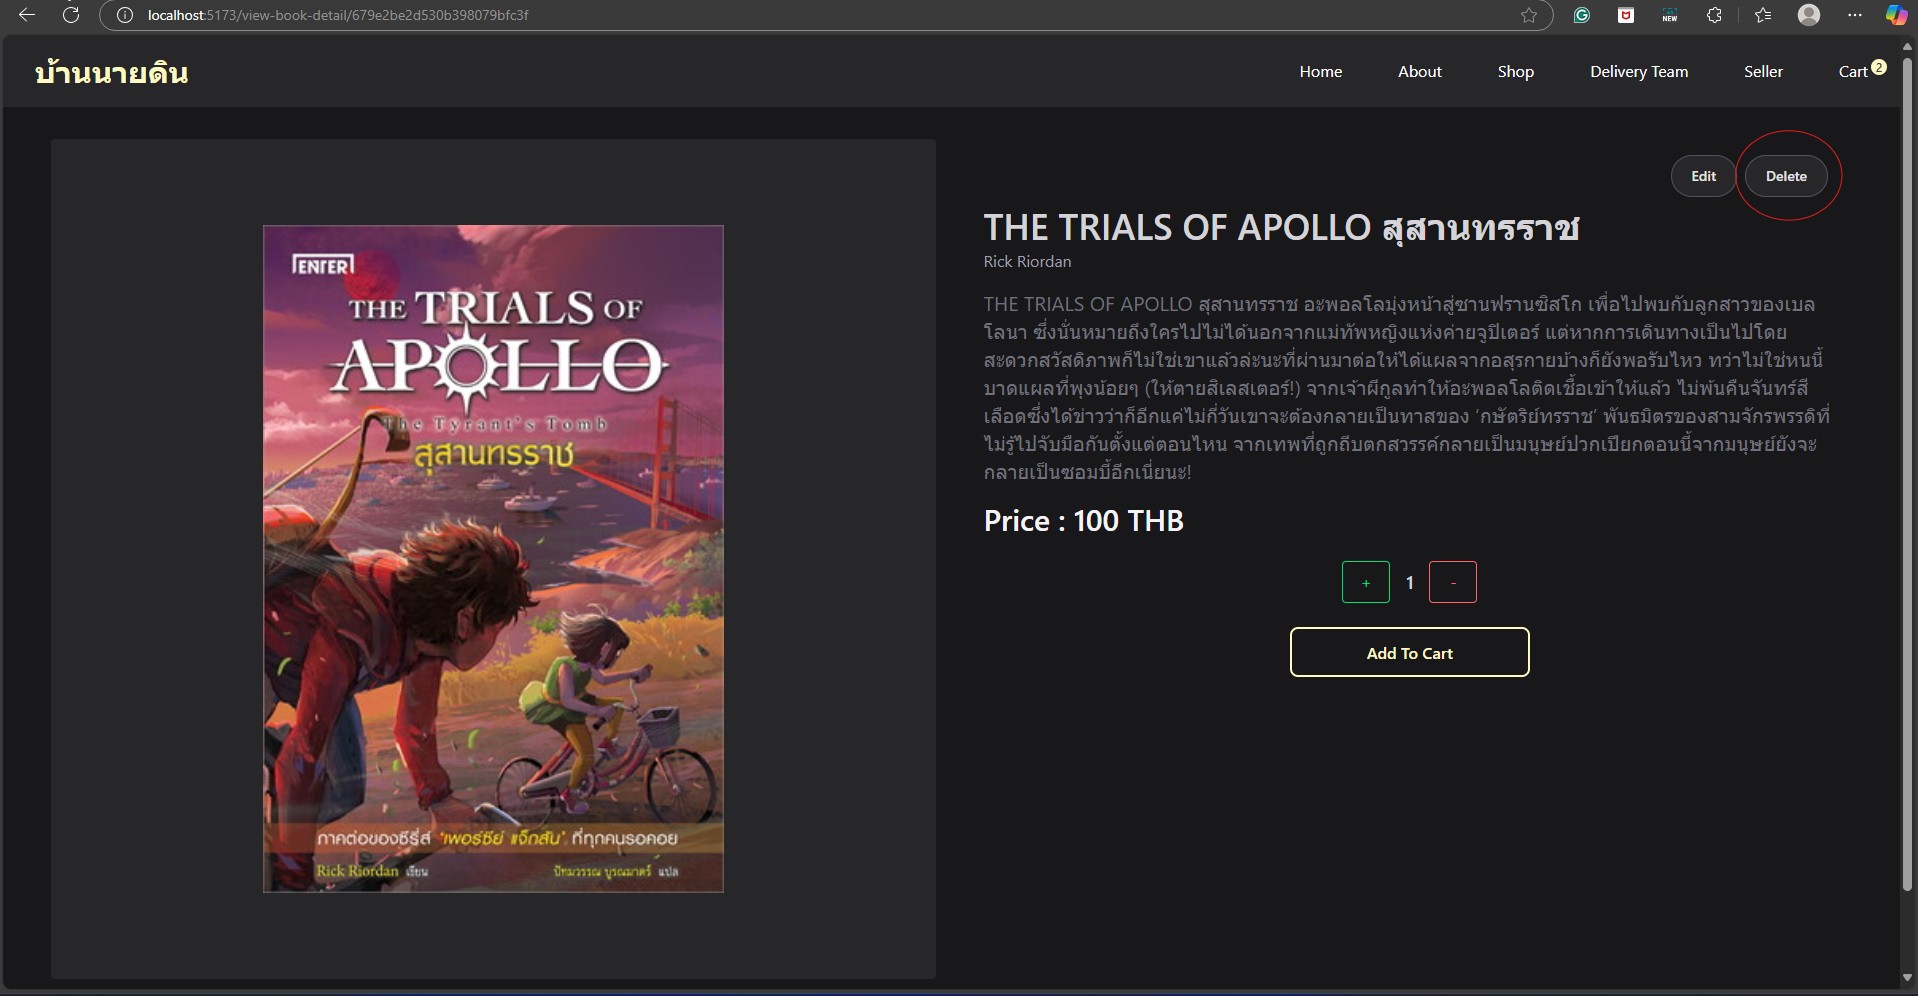 localhost:5173/view-book-detail/679e2be2d530b398079bfc3f
NEW
บ้านนายดิน
Home
About
Shop
Delivery Team
Seller
Cart
2
Edit
Delete
ENTER
THE TRIALS OF
APOLLO
The Tyrant's Tomb
สุสานทรราช
ภาคต่อของซีรี่ส์ 'เพอร์ซีย์ แจ็กสัน' ที่ทุกคนรอคอย
Rick Riordan เขียน
ปัทมวรรณ บูรณมาตร์ แปล
THE TRIALS OF APOLLO สุสานทรราช
Rick Riordan
THE TRIALS OF APOLLO สุสานทรราช อะพอลโลมุ่งหน้าสู่ซานฟรานซิสโก เพื่อไปพบกับลูกสาวของเบล
โลนา ซึ่งนั่นหมายถึงใครไปไม่ได้นอกจากแม่ทัพหญิงแห่งค่ายจูปิเตอร์ แต่หากการเดินทางเป็นไปโดย
สะดวกสวัสดิภาพก็ไม่ใช่เขาแล้วล่ะนะที่ผ่านมาต่อให้ได้แผลจากอสุรกายบ้างก็ยังพอรับไหว ทว่าไม่ใช่หนนี้
บาดแผลที่พุงน้อยๆ (ให้ตายสิเลสเตอร์!) จากเจ้าผีกูลทำให้อะพอลโลติดเชื้อเข้าให้แล้ว ไม่พ้นคืนจันทร์สี
เลือดซึ่งได้ข่าวว่าก็อีกแค่ไม่กี่วันเขาจะต้องกลายเป็นทาสของ ‘กษัตริย์ทรราช’ พันธมิตรของสามจักรพรรดิที่
ไม่รู้ไปจับมือกันตั้งแต่ตอนไหน จากเทพที่ถูกถีบตกสวรรค์กลายเป็นมนุษย์ปวกเปียกตอนนี้จากมนุษย์ยังจะ
กลายเป็นซอมบี้อีกเนี่ยนะ!
Price : 100 THB
+
1
-
Add To Cart